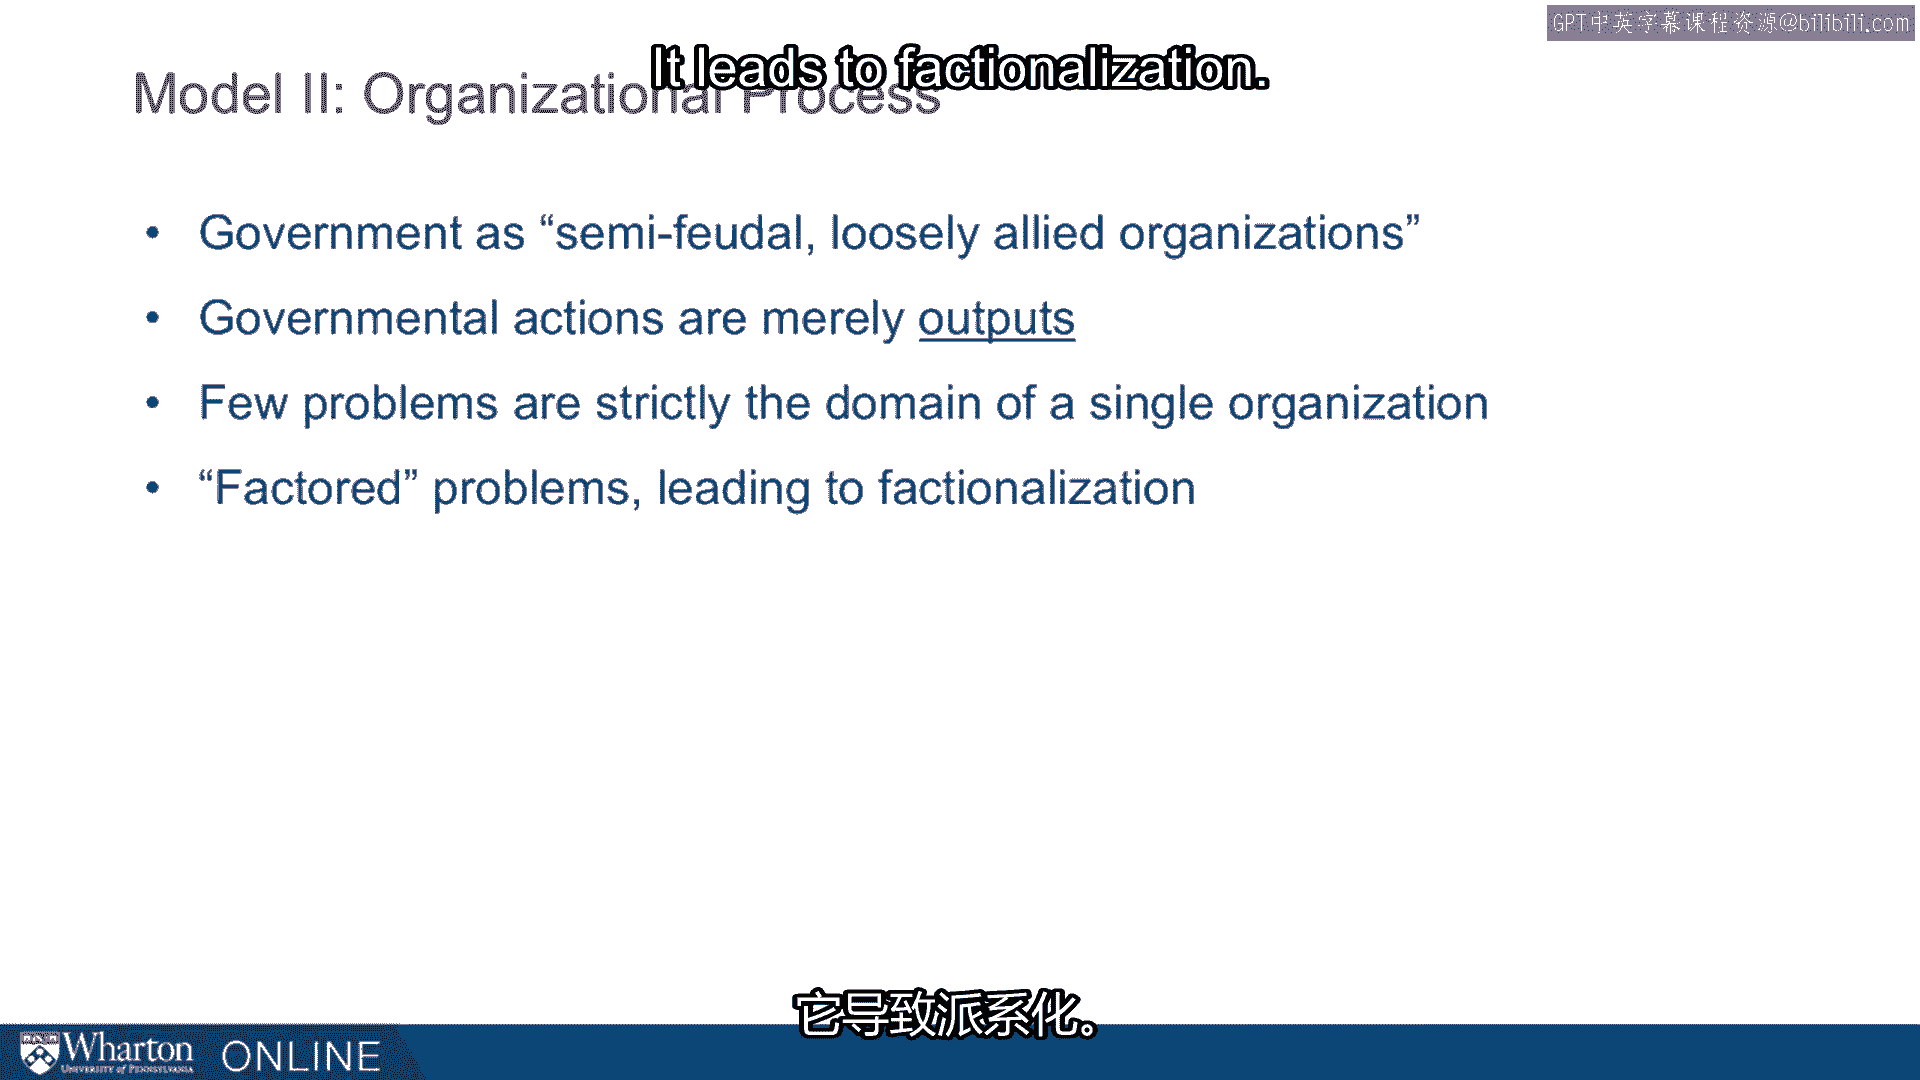 GPT中英字幕课程资源@bilibili.com
It leads to factionalization.
Model II: Organizational Process
• Government as “semi-feudal, loosely allied organizations”
• Governmental actions are merely outputs
• Few problems are strictly the domain of a single organization
• “Factored” problems, leading to factionalization
它导致派系化。
Wharton ONLINE
UNIVERSITY of PENNSYLVANIA